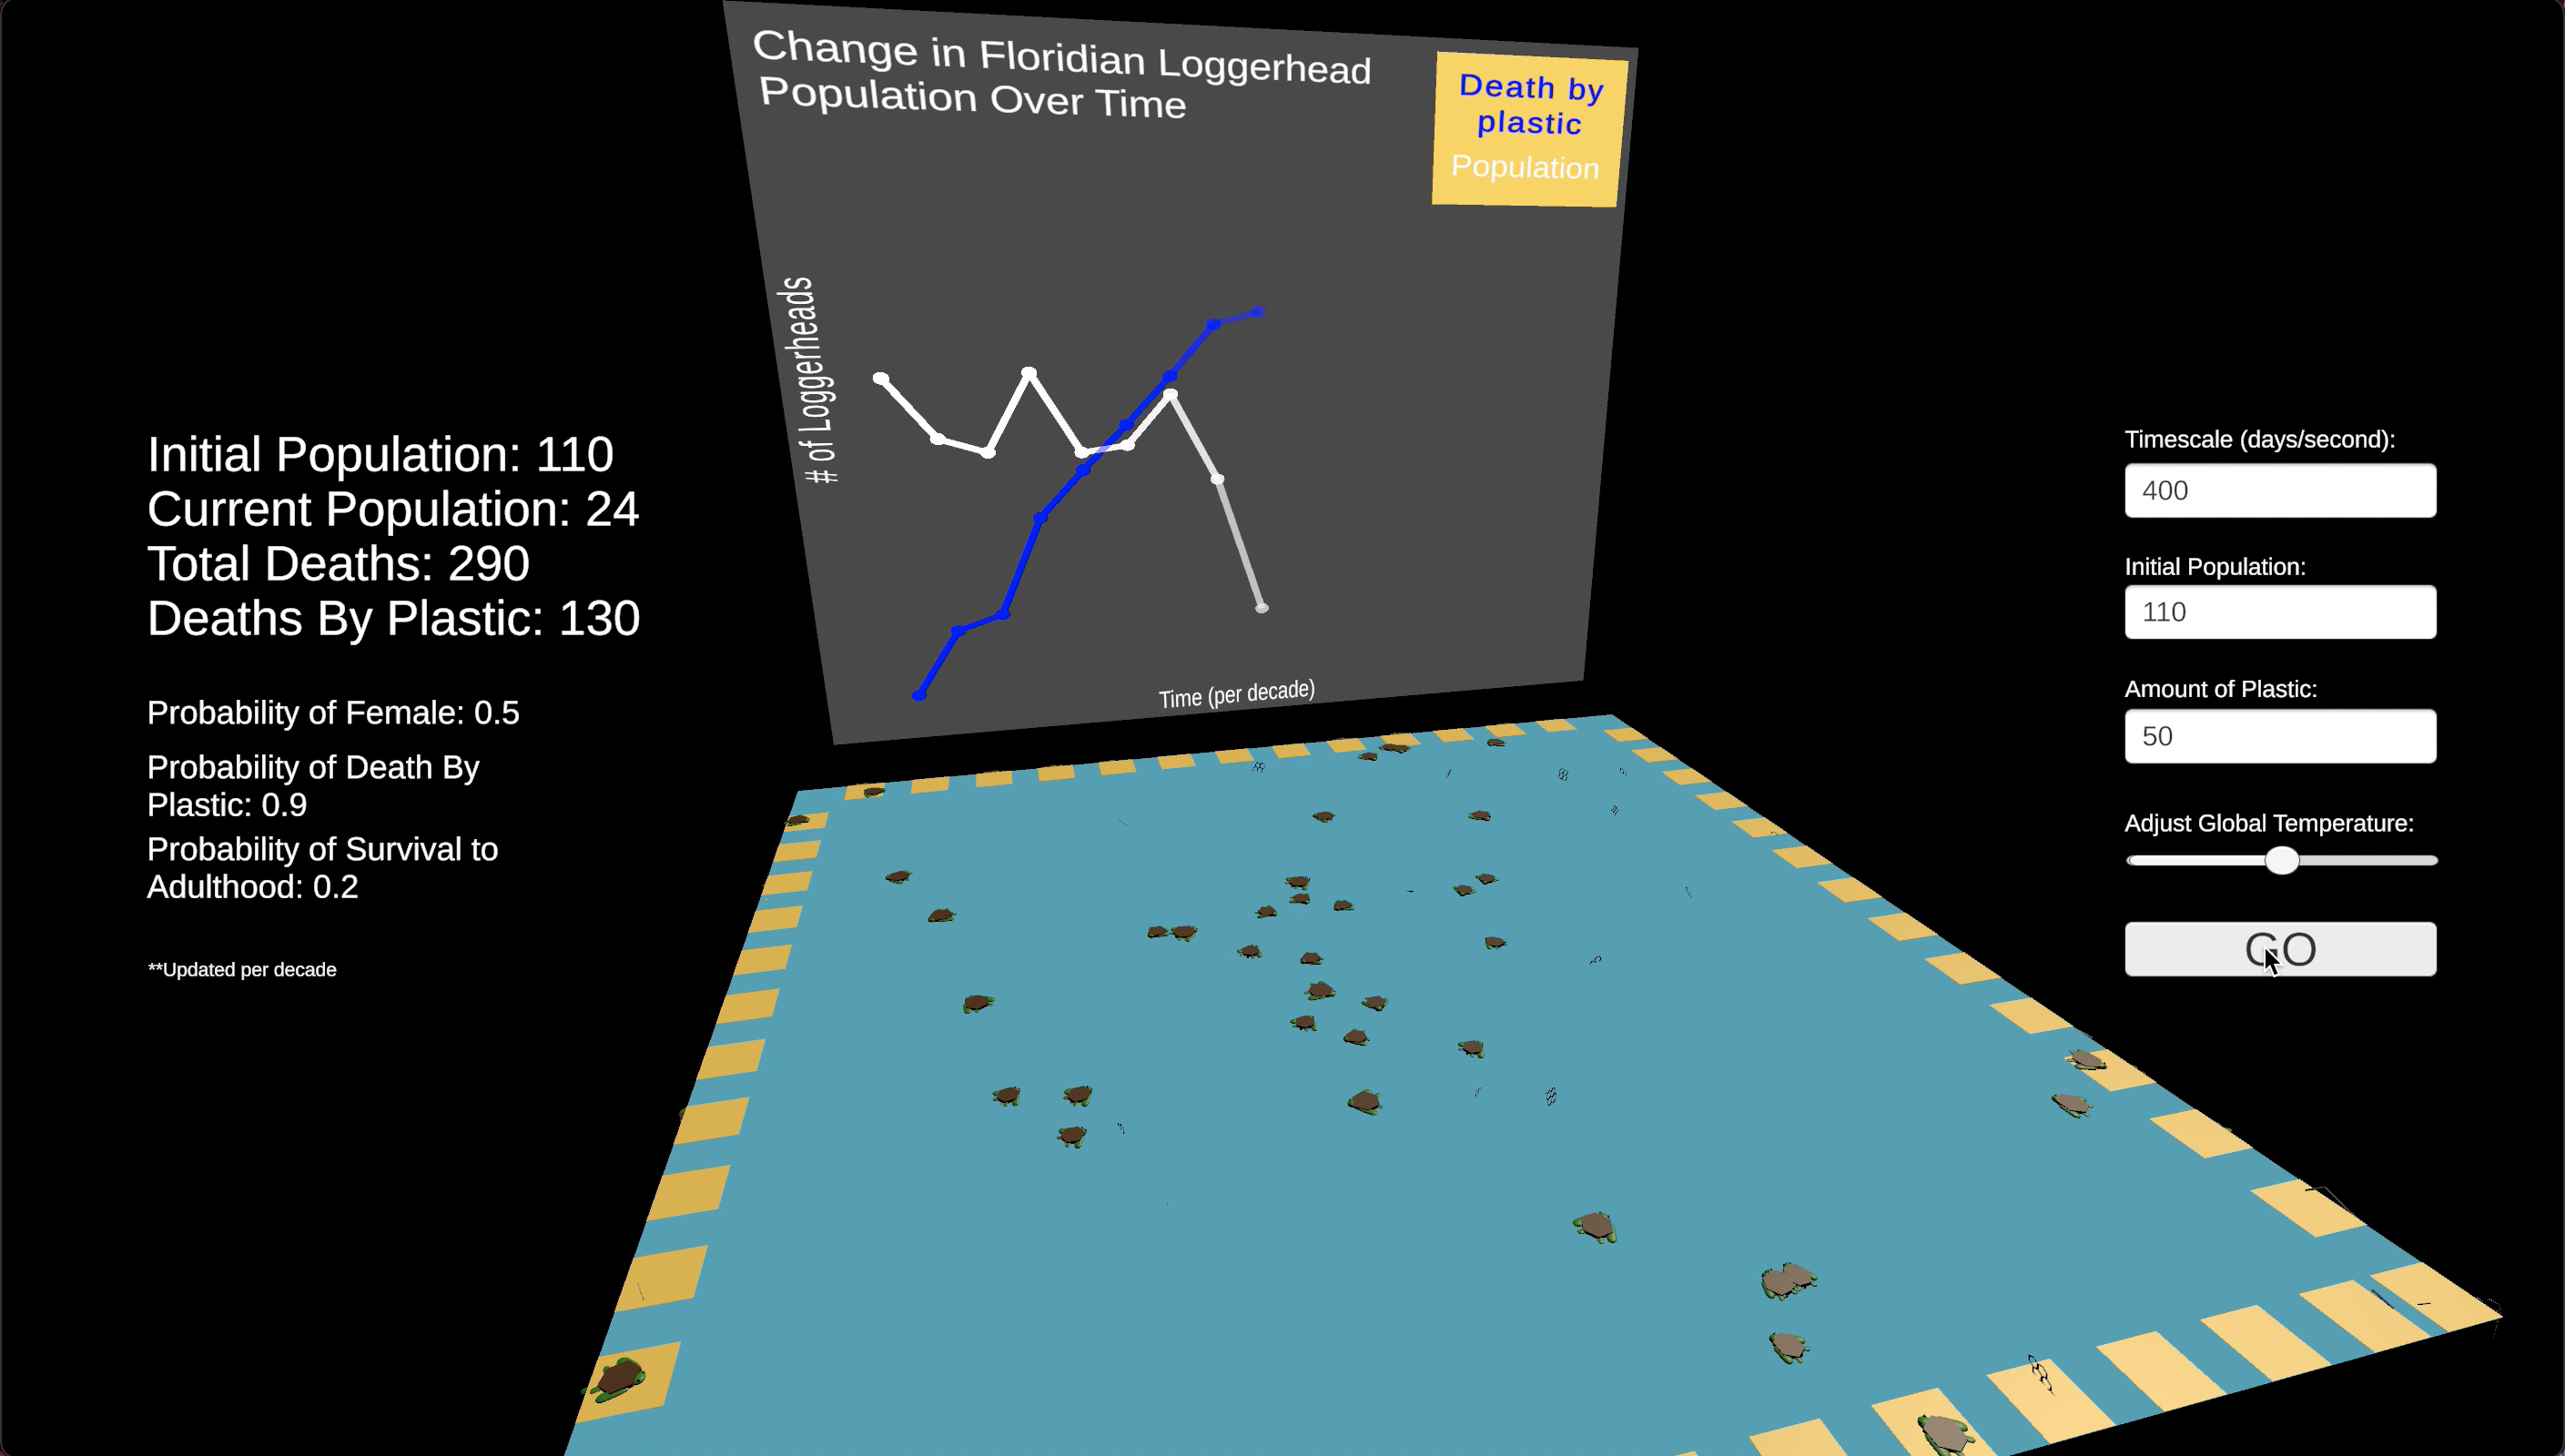 Change in Floridian Loggerhead
Population Over Time
Death by
plastic
Population
# of Loggerheads
Time (per decade)
Initial Population: 110
Current Population: 24
Total Deaths: 290
Deaths By Plastic: 130
Probability of Female: 0.5
Probability of Death By
Plastic: 0.9
Probability of Survival to
Adulthood: 0.2
**Updated per decade
Timescale (days/second):
400
Initial Population:
110
Amount of Plastic:
50
Adjust Global Temperature:
GO